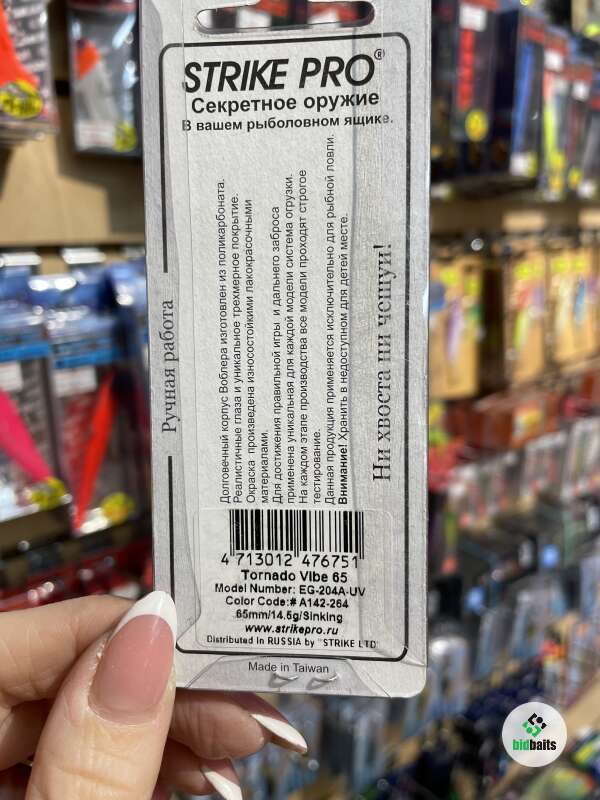 STRIKE PRO®
Секретное оружие
В вашем рыболовном ящике.
Ручная работа
Долговечный корпус Воблера изготовлен из поликарбоната.
Реалистичные глаза и уникальное трехмерное покрытие.
Окраска произведена износостойкими лакокрасочными
материалами.
Для достижения правильной игры и дальнего заброса
применена уникальная для каждой модели система огрузки.
На каждом этапе производства все модели проходят строгое
тестирование.
Данная продукция применяется исключительно для рыбной ловли.
Внимание! Хранить в недоступном для детей месте.
Ни хвоста ни чешуи!
4 713012 476751
Tornado Vibe 65
Model Number: EG-204A-UV
Color Code:# A142-264
65mm/14.5g/Sinking
www.strikepro.ru
Distributed in RUSSIA by "STRIKE LTD"
Made in Taiwan
bidbaits